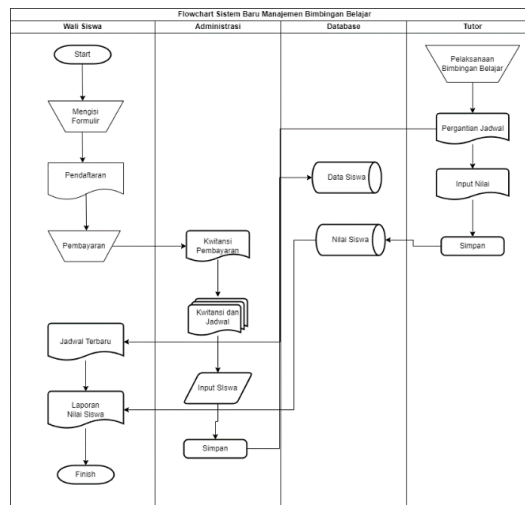 Flowchart Sistem Baru Manajemen Bimbingan Belajar
Wali Siswa
Administrasi
Database
Tutor
Start
Mengisi
Formulir
Pendaftaran
Pembayaran
Jadwal Terbaru
Laporan
Nilai Siswa
Finish
Kwitansi
Pembayaran
Kwitansi dan
Jadwal
Input Siswa
Simpan
Data Siswa
Nilai Siswa
Pelaksanaan
Bimbingan Belajar
Pergantian Jadwal
Input Nilai
Simpan